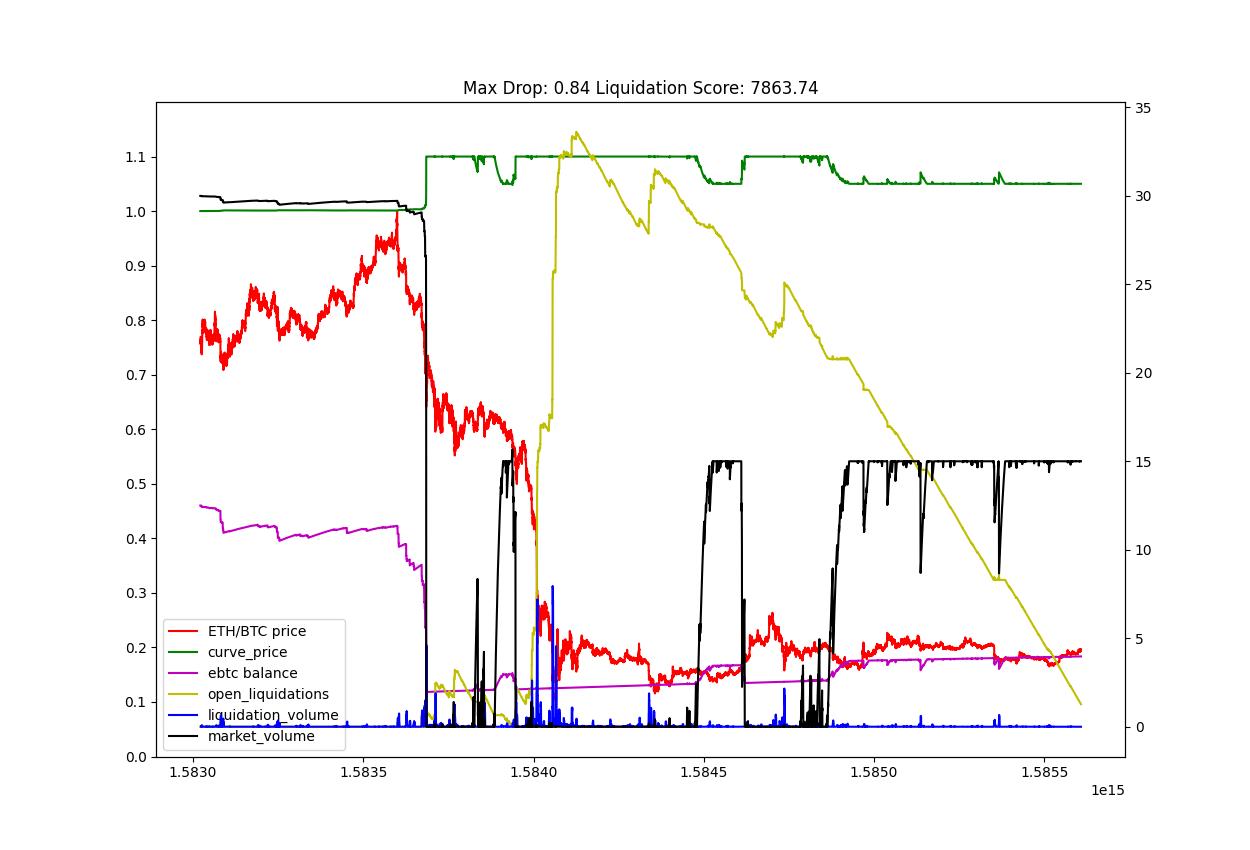 Max Drop: 0.84 Liquidation Score: 7863.74
1.1
1.0
0.9
0.8
0.7
0.6
0.5
0.4
0.3
0.2
0.1
0.0
35
30
25
20
15
10
5
0
ETH/BTC price
curve_price
ebtc balance
open_liquidations
liquidation_volume
market_volume
1.5830 1.5835 1.5840 1.5845 1.5850 1.5855
1e15